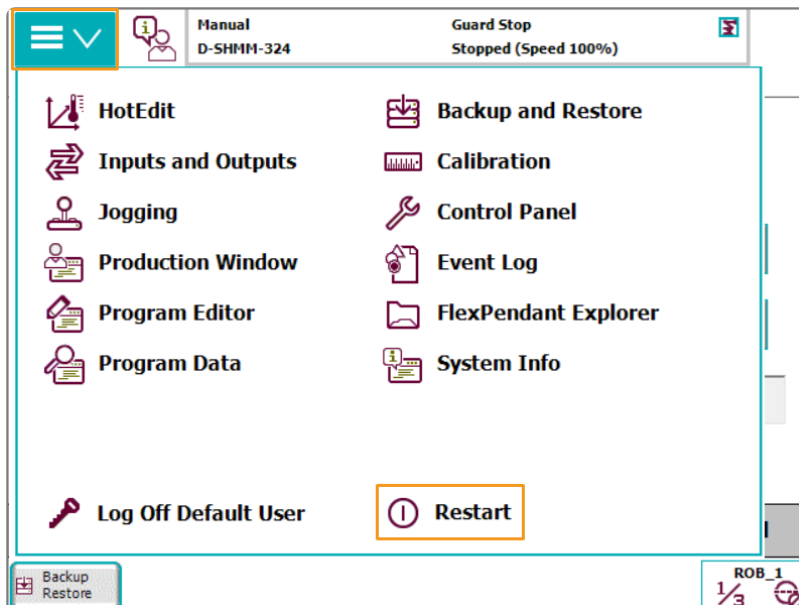 Manual
D-SHMM-324
Guard Stop
Stopped (Speed 100%)
HotEdit
Backup and Restore
Inputs and Outputs
Calibration
Jogging
Control Panel
Production Window
Event Log
Program Editor
FlexPendant Explorer
Program Data
System Info
Log Off Default User
Restart
Backup
Restore
ROB_1
1/3